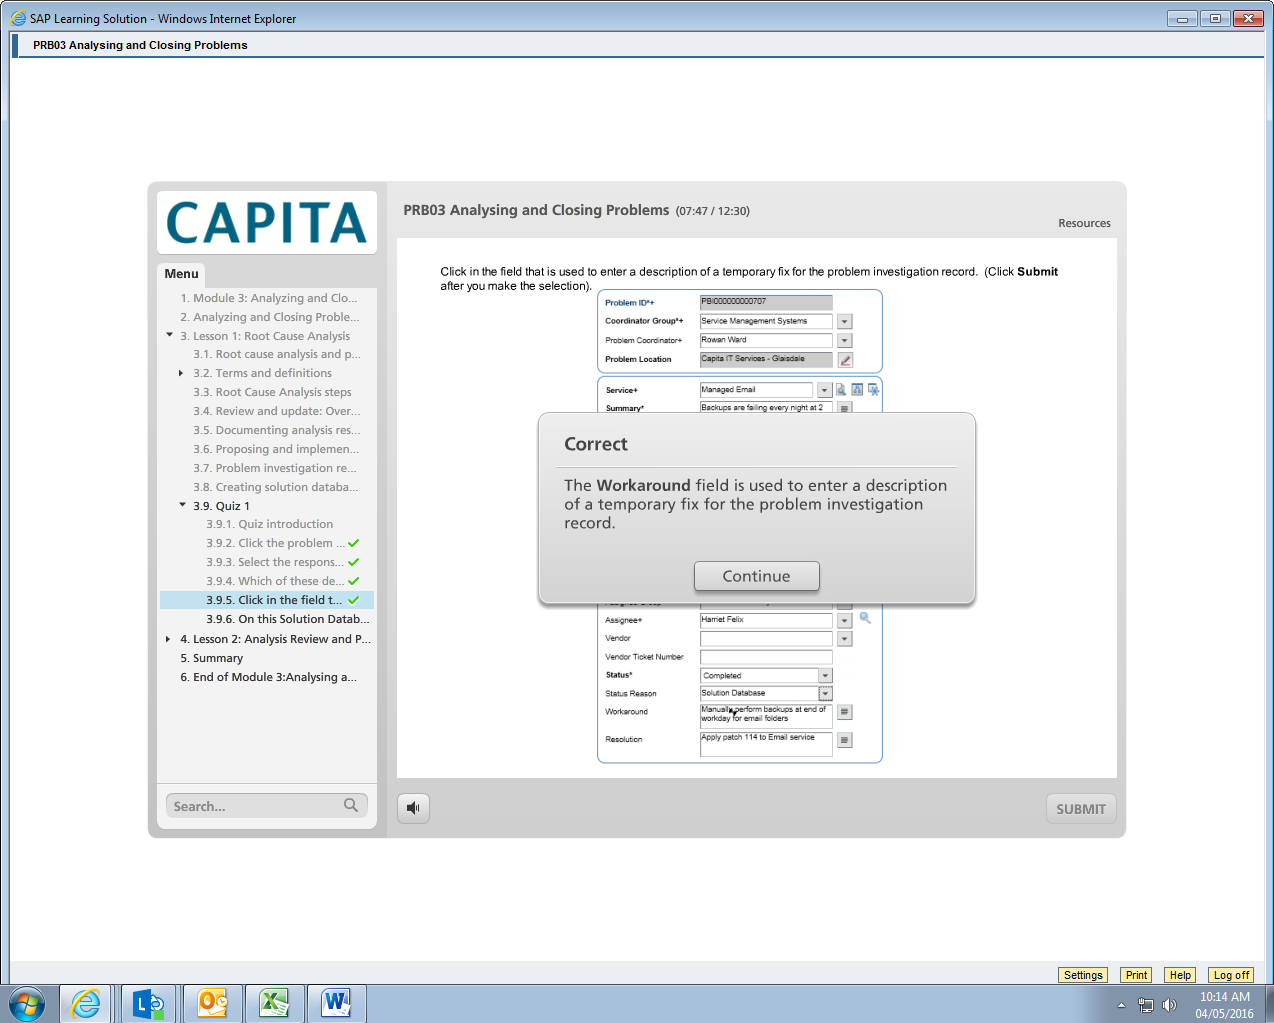 SAP Learning Solution - Windows Internet Explorer
PRB03 Analysing and Closing Problems
CAPITA
PRB03 Analysing and Closing Problems (07:47 / 12:30)
Resources
Menu
1. Module 3: Analyzing and Clo...
2. Analyzing and Closing Proble...
3. Lesson 1: Root Cause Analysis
3.1. Root cause analysis and p...
3.2. Terms and definitions
3.3. Root Cause Analysis steps
3.4. Review and update: Over...
3.5. Documenting analysis res...
3.6. Proposing and implemen...
3.7. Problem investigation re...
3.8. Creating solution databa...
3.9. Quiz 1
3.9.1. Quiz introduction
3.9.2. Click the problem ...
3.9.3. Select the respons...
3.9.4. Which of these de...
3.9.5. Click in the field t...
3.9.6. On this Solution Datab...
4. Lesson 2: Analysis Review and P...
5. Summary
6. End of Module 3:Analysing a...
Search...
Click in the field that is used to enter a description of a temporary fix for the problem investigation record. (Click Submit
after you make the selection).
Problem ID*+ PBI000000000707
Coordinator Group*+ Service Management Systems
Problem Coordinator+ Rowan Ward
Problem Location Capita IT Services - Glaisdale
Service+ Managed Email
Summary* Backups are failing every night at 2
Correct
The Workaround field is used to enter a description
of a temporary fix for the problem investigation
record.
Continue
Assignee+ Harriet Felix
Vendor
Vendor Ticket Number
Status* Completed
Status Reason Solution Database
Workaround Manually perform backups at end of
workday for email folders
Resolution Apply patch 114 to Email service
SUBMIT
Settings Print Help Log off
10:14 AM
04/05/2016